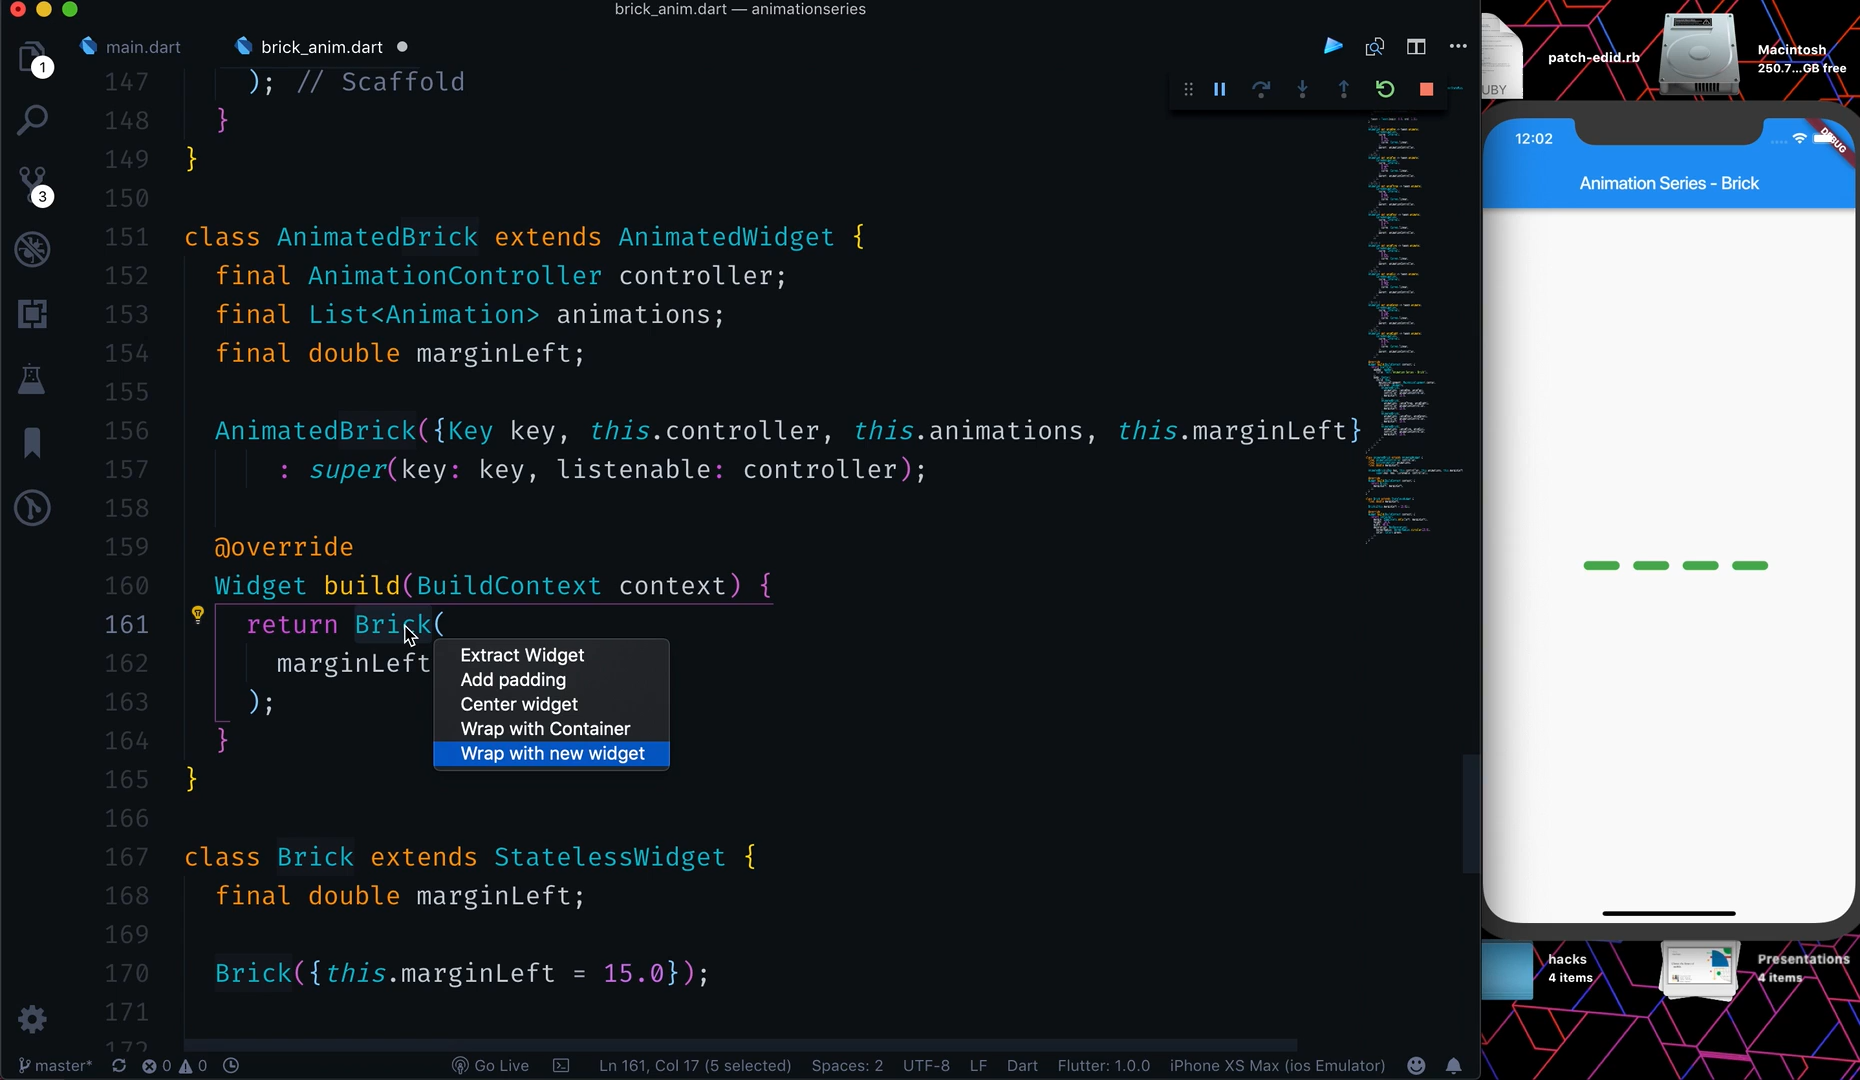 brick_anim.dart — animationseries
main.dart
brick_anim.dart
1
3
147 ); // Scaffold
148 }
149 }
150
151 class AnimatedBrick extends AnimatedWidget {
152 final AnimationController controller;
153 final List<Animation> animations;
154 final double marginLeft;
155
156 AnimatedBrick({Key key, this.controller, this.animations, this.marginLeft}
157 : super(key: key, listenable: controller);
158
159 @override
160 Widget build(BuildContext context) {
161 return Brick(
162 marginLeft
163 );
164 }
165 }
166
167 class Brick extends StatelessWidget {
168 final double marginLeft;
169
170 Brick({this.marginLeft = 15.0});
171
172
Extract Widget
Add padding
Center widget
Wrap with Container
Wrap with new widget
master*
0
0
Go Live
Ln 161, Col 17 (5 selected)
Spaces: 2
UTF-8
LF
Dart
Flutter: 1.0.0
iPhone XS Max (ios Emulator)
UBY
patch-edid.rb
Macintosh
250.7...GB free
12:02
DEBUG
Animation Series - Brick
hacks
4 items
Presentations
4 items